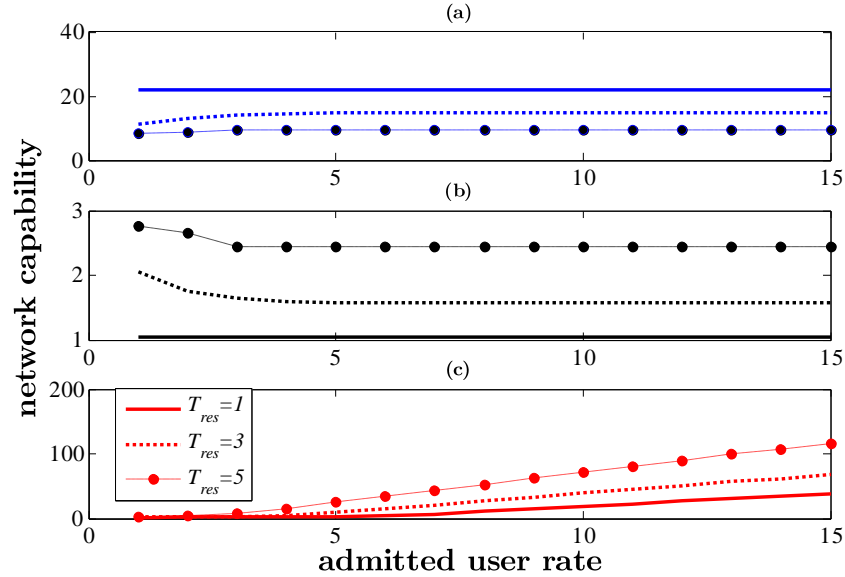 (a)
40
20
0
0 5 10 15
(b)
3
2
1
0 5 10 15
(c)
200
100
0
0 5 10 15
T_res=1
T_res=3
T_res=5
network capability
admitted user rate